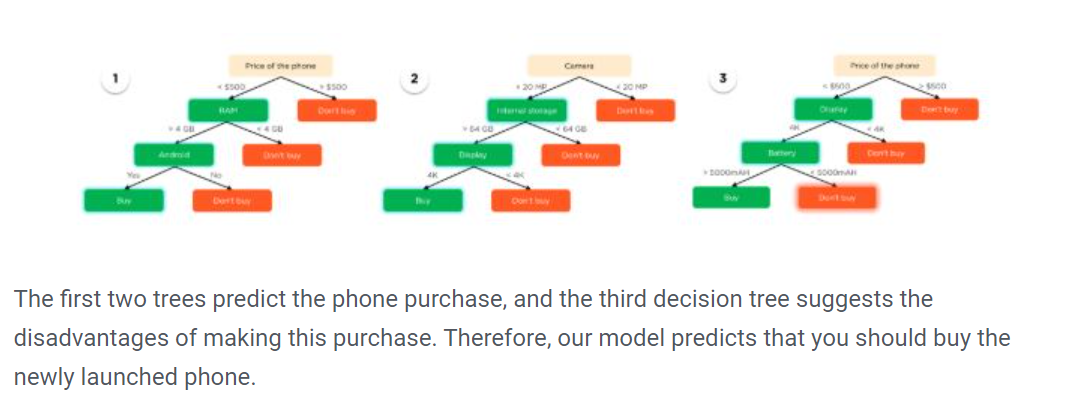 1
Price of the phone
< $500
> $500
RAM
Don't buy
> 4 GB
< 4 GB
Android
Don't buy
Yes
No
Buy
Don't buy
2
Camera
> 20 MP
< 20 MP
Internal storage
Don't buy
> 64 GB
< 64 GB
Display
Don't buy
4K
< 4K
Buy
Don't buy
3
Price of the phone
< $500
> $500
Display
Don't buy
4K
< 4K
Battery
Don't buy
> 5000mAH
< 5000mAH
Buy
Don't buy
The first two trees predict the phone purchase, and the third decision tree suggests the
disadvantages of making this purchase. Therefore, our model predicts that you should buy the
newly launched phone.